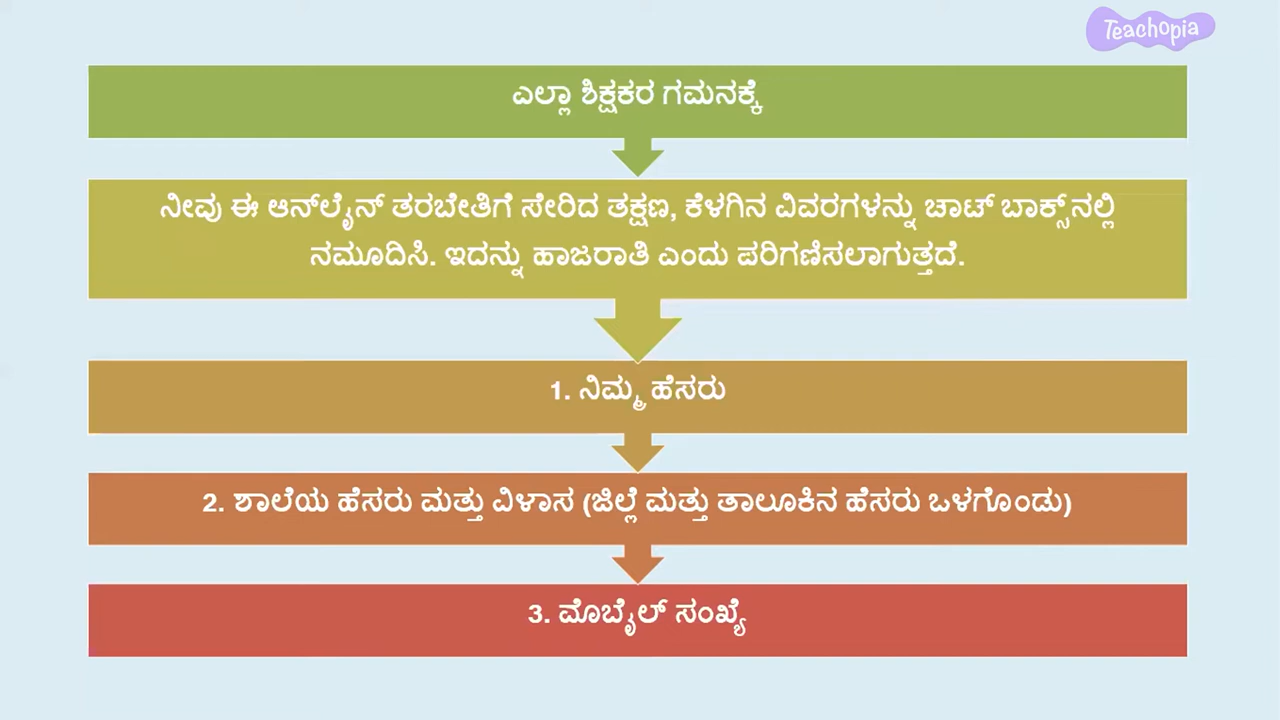 Teachopia
ಎಲ್ಲಾ ಶಿಕ್ಷಕರ ಗಮನಕ್ಕೆ
ನೀವು ಈ ಆನ್‌ಲೈನ್ ತರಬೇತಿಗೆ ಸೇರಿದ ತಕ್ಷಣ, ಕೆಳಗಿನ ವಿವರಗಳನ್ನು ಚಾಟ್ ಬಾಕ್ಸ್‌ನಲ್ಲಿ
ನಮೂದಿಸಿ. ಇದನ್ನು ಹಾಜರಾತಿ ಎಂದು ಪರಿಗಣಿಸಲಾಗುತ್ತದೆ.
1. ನಿಮ್ಮ ಹೆಸರು
2. ಶಾಲೆಯ ಹೆಸರು ಮತ್ತು ವಿಳಾಸ (ಜಿಲ್ಲೆ ಮತ್ತು ತಾಲೂಕಿನ ಹೆಸರು ಒಳಗೊಂಡು)
3. ಮೊಬೈಲ್ ಸಂಖ್ಯೆ